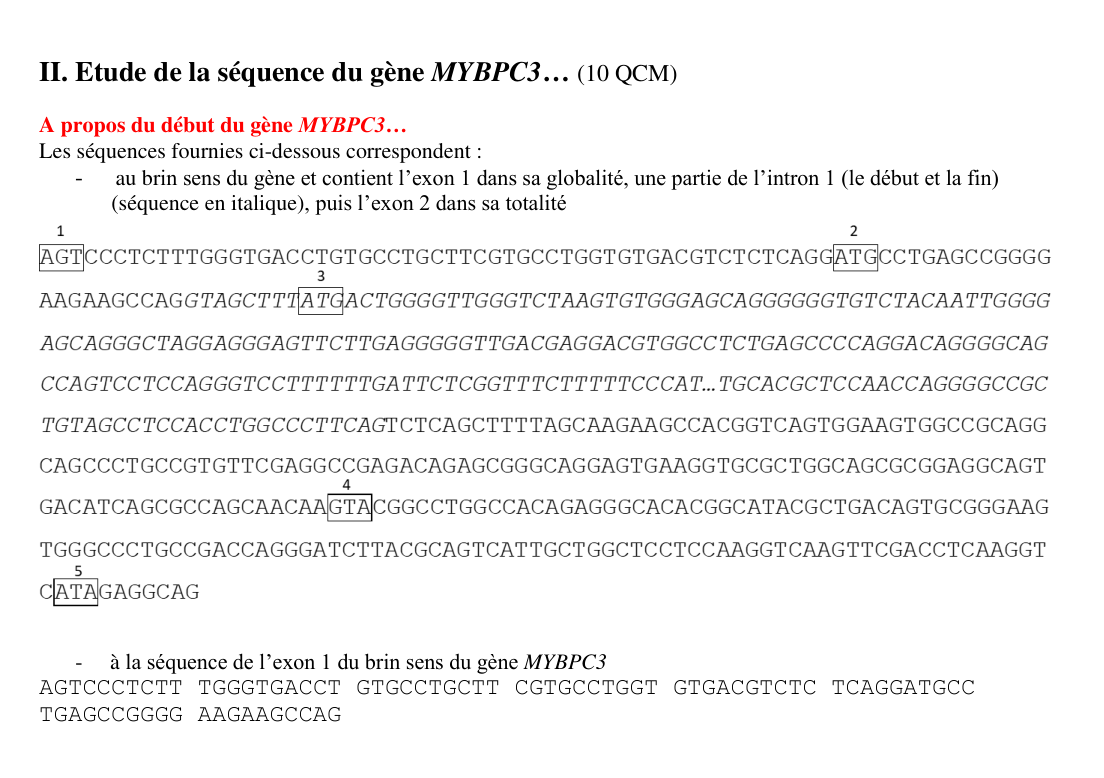 II. Etude de la séquence du gène MYBPC3… (10 QCM)
A propos du début du gène MYBPC3…
Les séquences fournies ci-dessous correspondent :
- au brin sens du gène et contient l’exon 1 dans sa globalité, une partie de l’intron 1 (le début et la fin)
(séquence en italique), puis l’exon 2 dans sa totalité
1 2
AGTCCCTCTTTGGGTGACCTGTGCCTGCTTCGTGCCTGGTGTGACGTCTCTCAGGATGCCTGAGCCGGGG
3
AAGAAGCCAGGTAGCTTTATGACTGGGGTTGGGTCTAAGTGTGGGAGCAGGGGGGTGTCTACAATTGGGG
AGCAGGGCTAGGAGGGAGTTCTTGAGGGGGTTGACGAGGACGTGGCCTCTGAGCCCCAGGACAGGGGCAG
CCAGTCCTCCAGGGTCCTTTTTTGATTCTCGGTTTCTTTTTCCCAT…TGCACGCTCCAACCAGGGGCCGC
TGTAGCCTCCACCTGGCCCTTCAGTCTCAGCTTTTAGCAAGAAGCCACGGTCAGTGGAAGTGGCCGCAGG
CAGCCCTGCCGTGTTCGAGGCCGAGACAGAGCGGGCAGGAGTGAAGGTGCGCTGGCAGCGCGGAGGCAGT
4
GACATCAGCGCCAGCAACAAGTACGGCCTGGCCACAGAGGGCACACGGCATACGCTGACAGTGCGGGAAG
TGGGCCCTGCCGACCAGGGATCTTACGCAGTCATTGCTGGCTCCTCCAAGGTCAAGTTCGACCTCAAGGT
5
CATAGAGGCAG
- à la séquence de l’exon 1 du brin sens du gène MYBPC3
AGTCCCTCTT TGGGTGACCT GTGCCTGCTT CGTGCCTGGT GTGACGTCTC TCAGGATGCC
TGAGCCGGGG AAGAAGCCAG